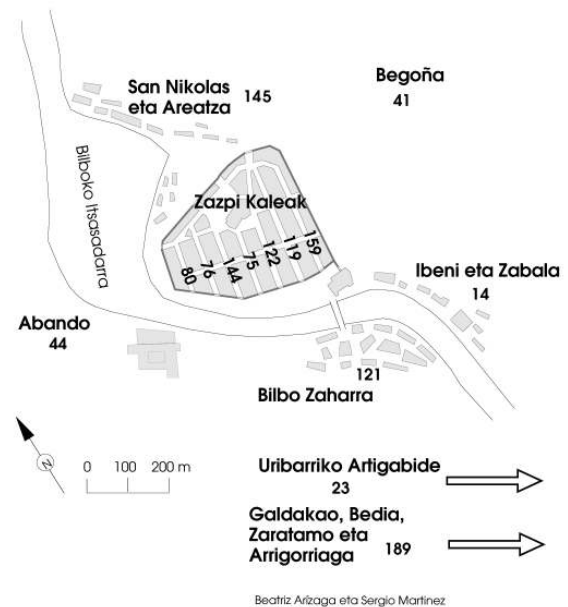 San Nikolas
eta Areatza
145
Begoña
41
Bilboko Itsasadarra
Zazpi Kaleak
80
76
144
75
122
119
159
Ibeni eta Zabala
14
Abando
44
121
Bilbo Zaharra
N
0 100 200 m
Uribarriko Artigabide
23
Galdakao, Bedia,
Zaratamo eta
Arrigorriaga
189
Beatriz Arízaga eta Sergio Martinez